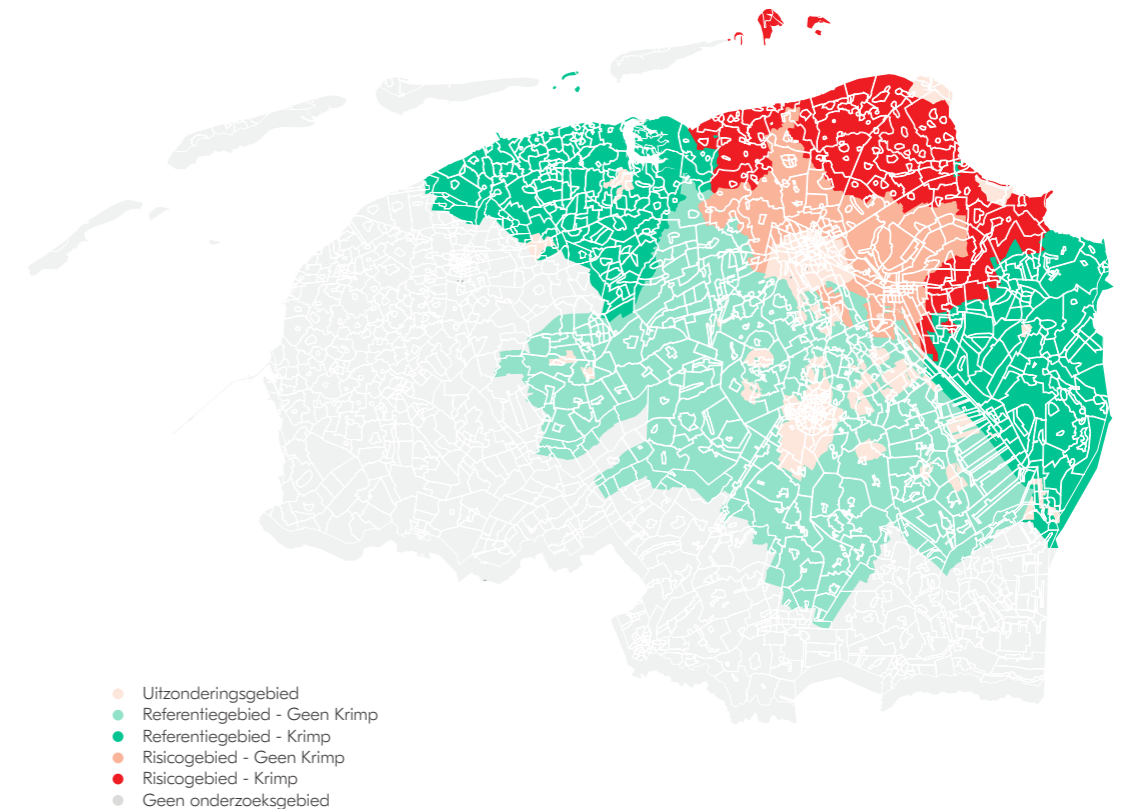 Uitzonderingsgebied
Referentiegebied - Geen Krimp
Referentiegebied - Krimp
Risicogebied - Geen Krimp
Risicogebied - Krimp
Geen onderzoeksgebied